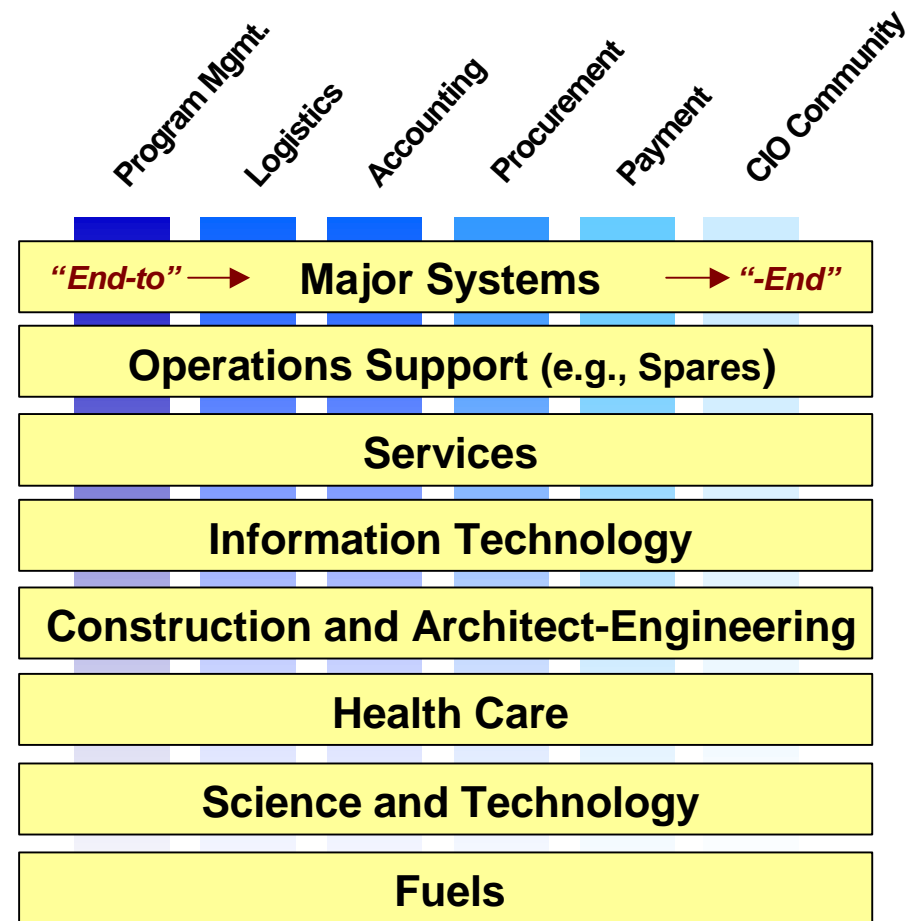 Program Mgmt.
Logistics
Accounting
Procurement
Payment
CIO Community
“End-to” Major Systems “-End”
Operations Support (e.g., Spares)
Services
Information Technology
Construction and Architect-Engineering
Health Care
Science and Technology
Fuels